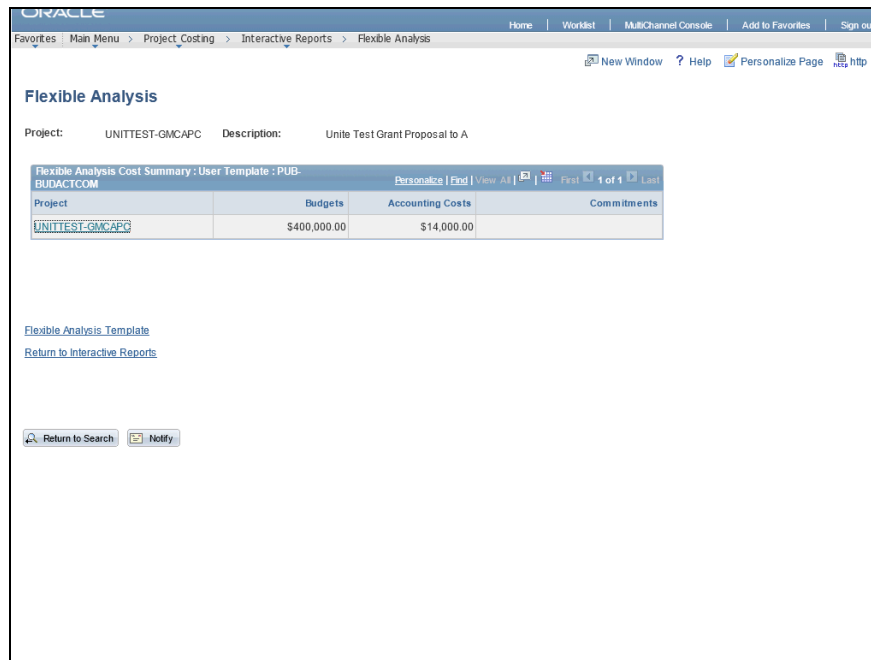 ORACLE
Home | Worklist | MultiChannel Console | Add to Favorites | Sign ou
Favorites Main Menu > Project Costing > Interactive Reports > Flexible Analysis
New Window ? Help Personalize Page http
Flexible Analysis
Project: UNITTEST-GMCAPC Description: Unite Test Grant Proposal to A
Flexible Analysis Cost Summary : User Template : PUB-
BUDACTCOM
Personalize | Find | View All | | First 1 of 1 Last
Project Budgets Accounting Costs Commitments
UNITTEST-GMCAPC $400,000.00 $14,000.00
Flexible Analysis Template
Return to Interactive Reports
Return to Search Notify